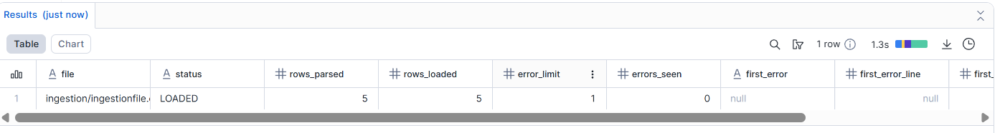 Results (just now)
Table Chart 1 row 1.3s
file status rows_parsed rows_loaded error_limit errors_seen first_error first_error_line first_
1 ingestion/ingestionfile. LOADED 5 5 1 0 null null